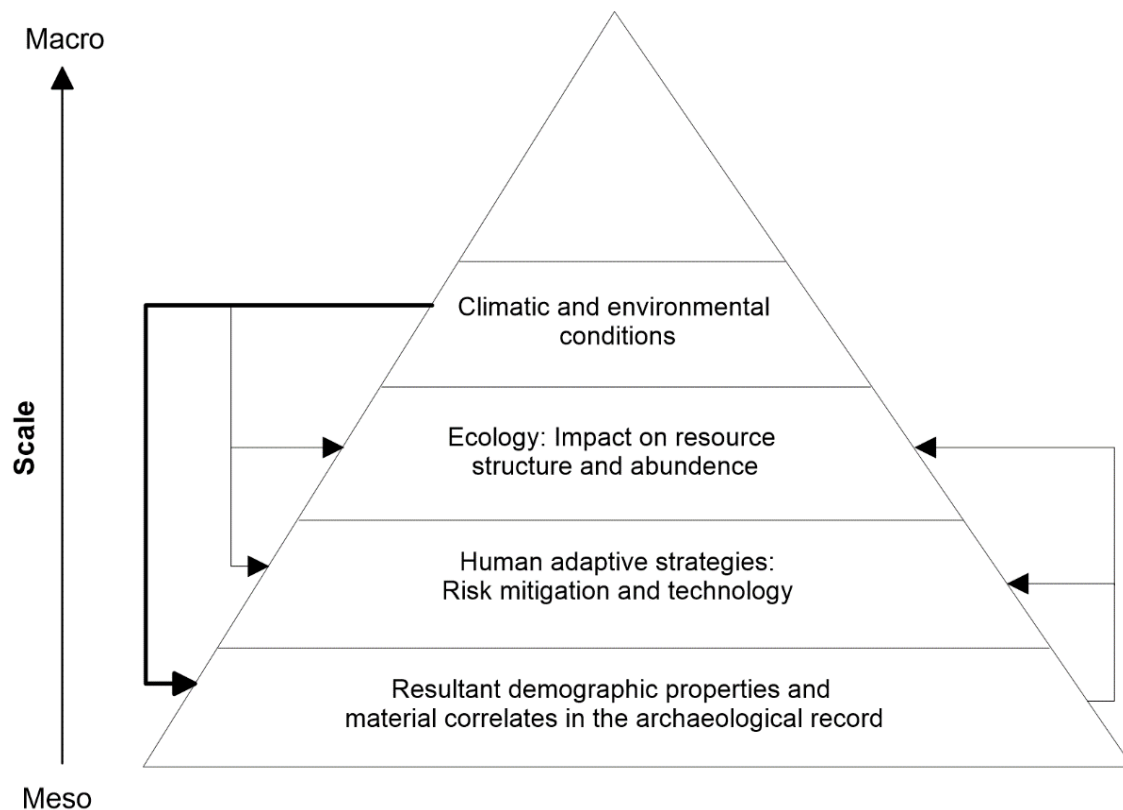 Macro
Scale
Meso
Climatic and environmental
conditions
Ecology: Impact on resource
structure and abundence
Human adaptive strategies:
Risk mitigation and technology
Resultant demographic properties and
material correlates in the archaeological record